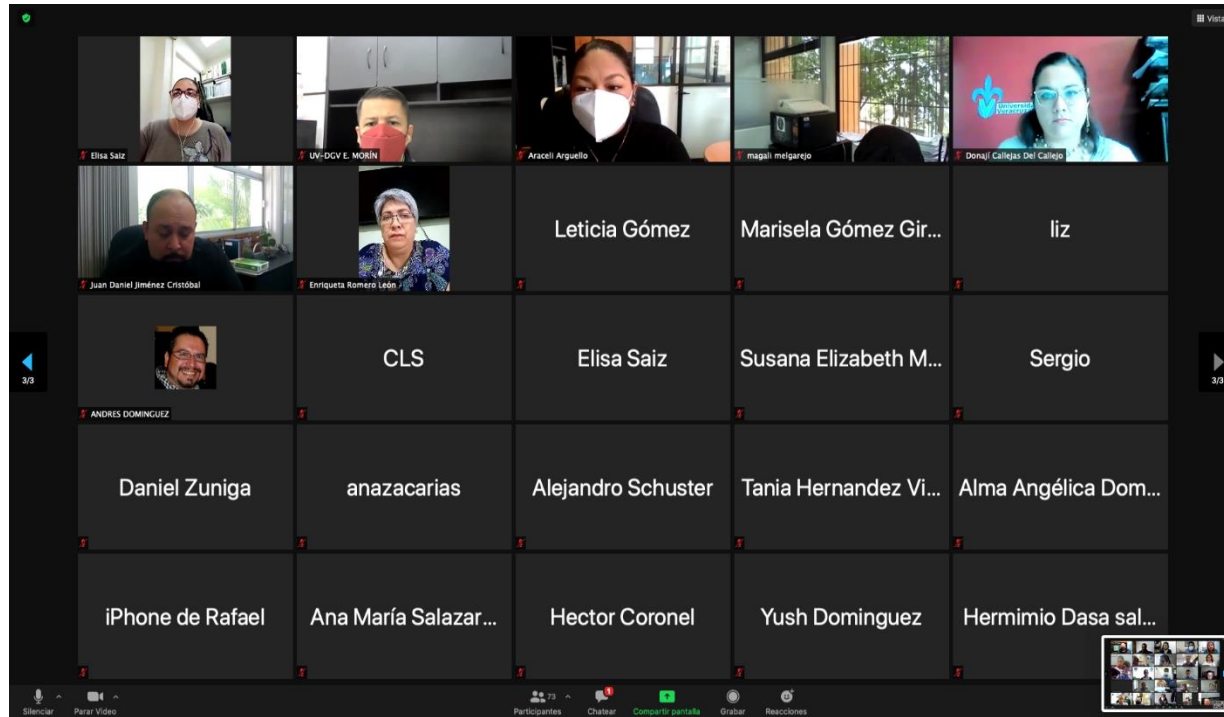 Vista
Elisa Saiz
UV-DGV E. MORÍN
Araceli Arguello
magali melgarejo
Universidad
Veracruz
Donají Callejas Del Callejo
Juan Daniel Jiménez Cristóbal
Enriqueta Romero León
Leticia Gómez
Marisela Gómez Gir...
liz
ANDRES DOMINGUEZ
CLS
Elisa Saiz
Susana Elizabeth M...
Sergio
3/3
3/3
Daniel Zuniga
anazacarias
Alejandro Schuster
Tania Hernandez Vi...
Alma Angélica Dom...
iPhone de Rafael
Ana María Salazar...
Hector Coronel
Yush Dominguez
Hermimio Dasa sal...
Silenciar
Parar Video
73
Participantes
1
Chatear
Compartir pantalla
Grabar
Reacciones